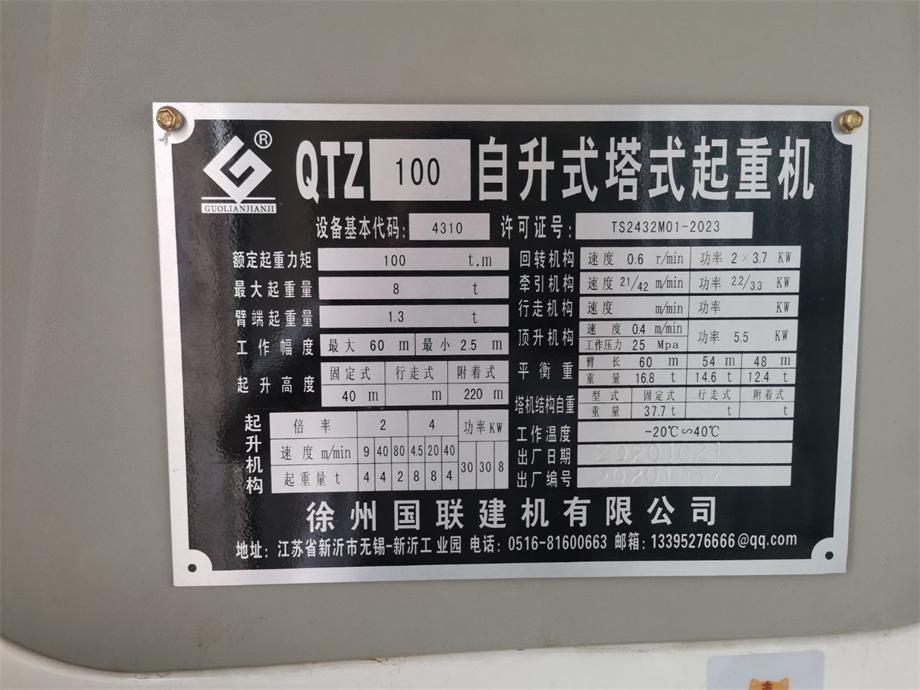 ® QTZ 100 自升式塔式起重机
GUOLIANJIANJI
设备基本代码: 4310 许可证号: TS2432M01-2023
额定起重力矩 100 t.m
最大起重量 8 t
臂端起重量 1.3 t
工作幅度 最大 60 m 最小 2.5 m
起升高度 固定式 行走式 附着式
40 m m 220 m
起升机构 倍率 2 4 功率KW
速度 m/min 9 40 80 4.5 20 40 30 30 8
起重量 t 4 4 2 8 8 4
回转机构 速度 0.6 r/min 功率 2×3.7 KW
牵引机构 速度 21/42 m/min 功率 2.2/3.3 KW
行走机构 速度 m/min 功率 KW
顶升机构 速度 0.4 m/min 功率 5.5 KW
工作压力 25 Mpa
平衡重 臂长 60 m 54 m 48 m
重量 16.8 t 14.6 t 12.4 t
塔机结构自重 型式 固定式 行走式 附着式
重量 37.7 t t t
工作温度 -20℃∽40℃
出厂日期 20201021
出厂编号
徐州国联建机有限公司
地址: 江苏省新沂市无锡-新沂工业园 电话: 0516-81600663 邮箱: 13395276666@qq.com